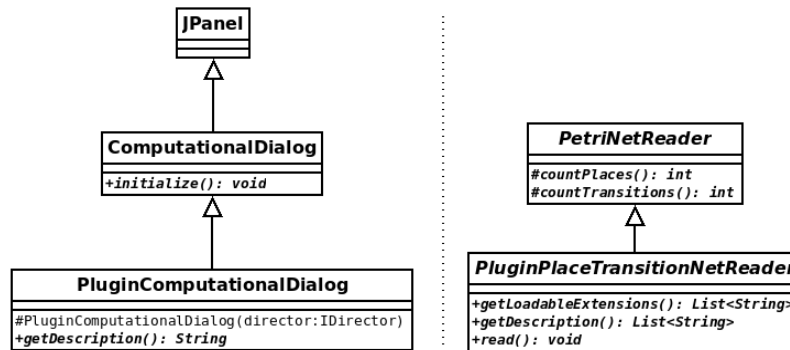 JPanel
ComputationalDialog
+initialize(): void
PluginComputationalDialog
#PluginComputationalDialog(director:IDirector)
+getDescription(): String
PetriNetReader
#countPlaces(): int
#countTransitions(): int
PluginPlaceTransitionNetReader
+getLoadableExtensions(): List<String>
+getDescription(): List<String>
+read(): void